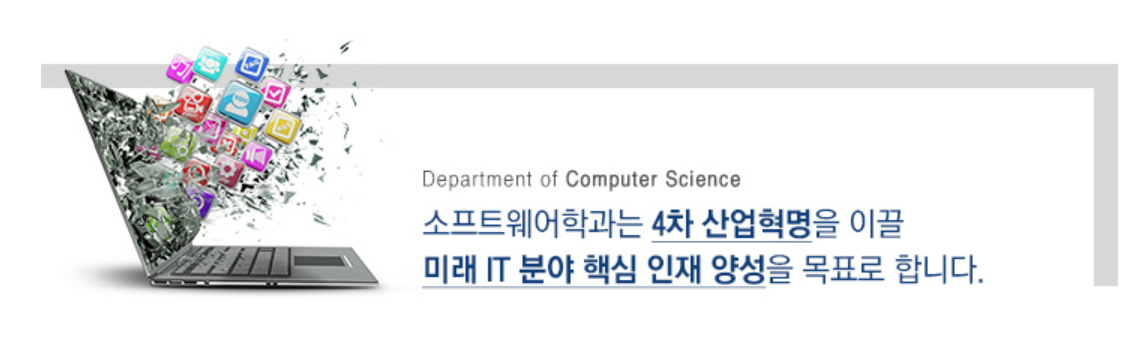 Department of Computer Science
소프트웨어학과는 4차 산업혁명을 이끌
미래 IT 분야 핵심 인재 양성을 목표로 합니다.